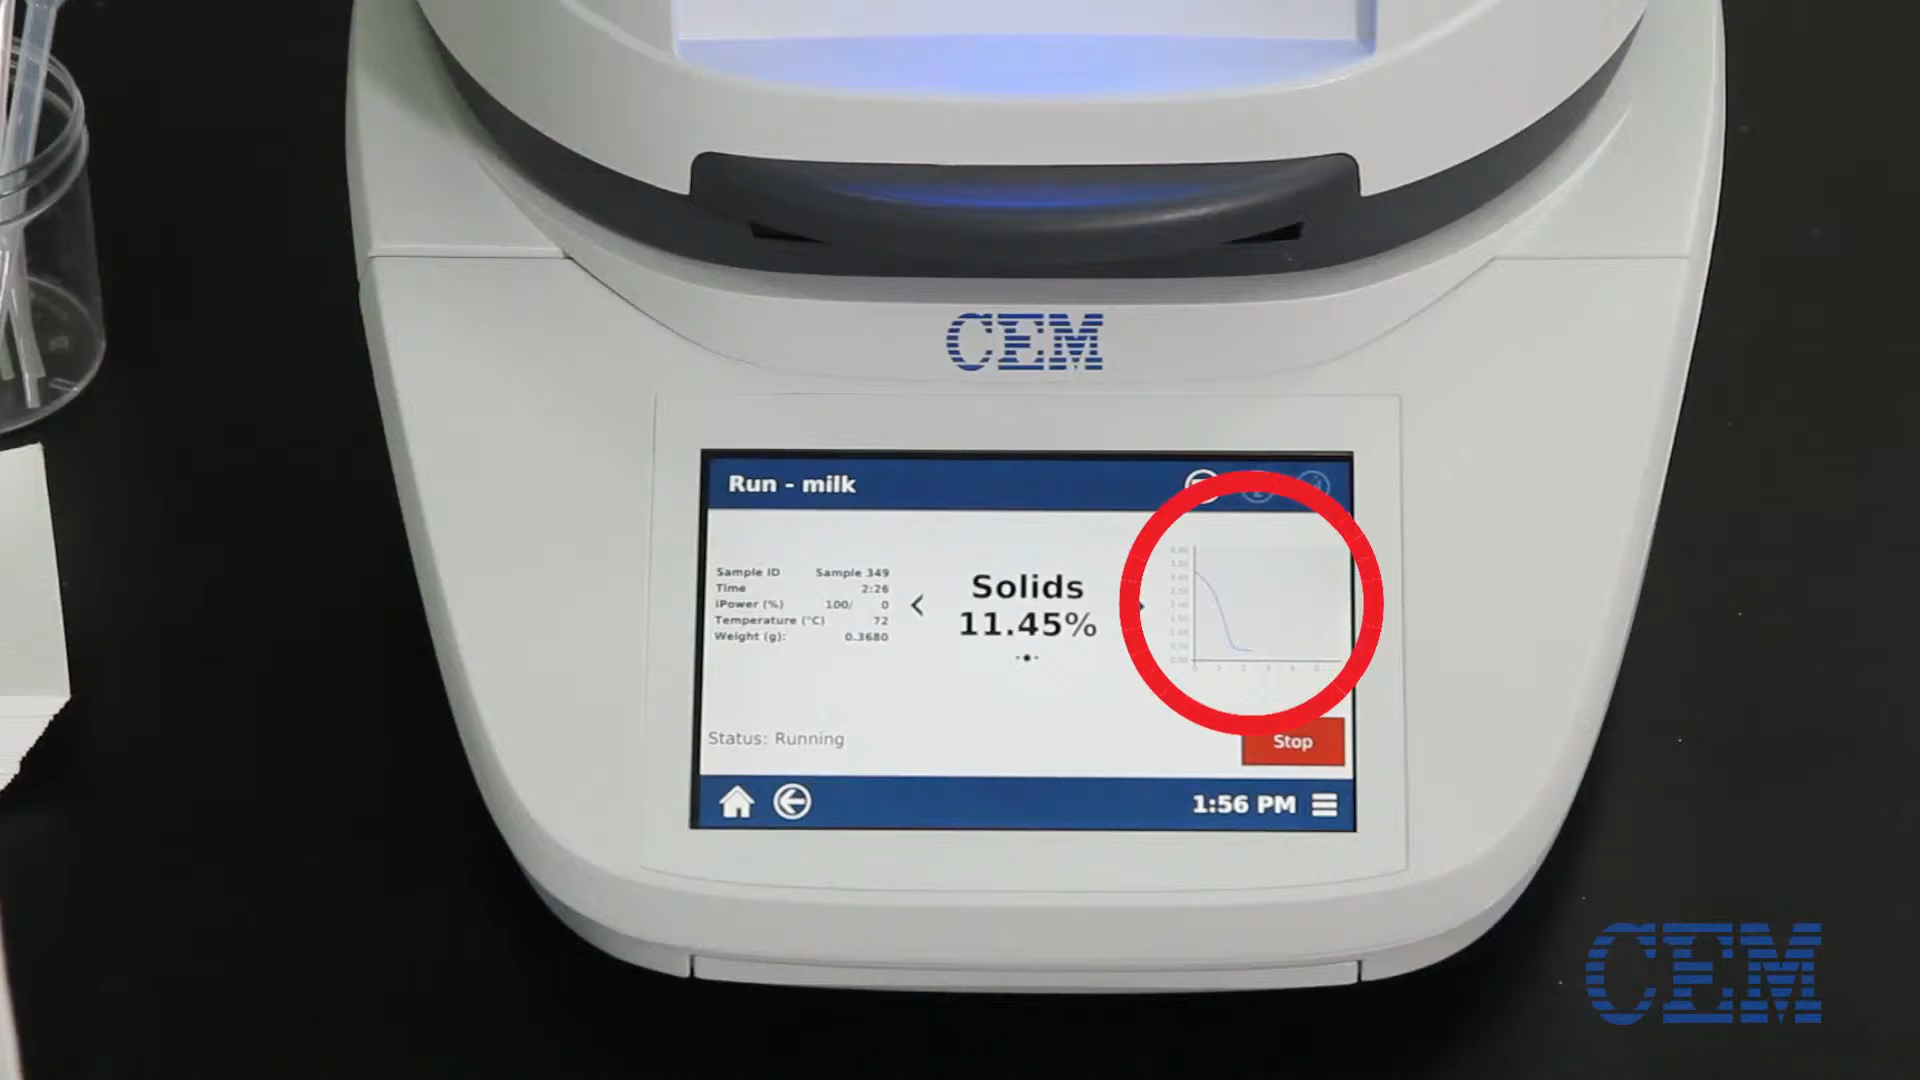 CEM
Run - milk
Sample ID Sample 349
Time 2:26
iPower (%) 100/ 0
Temperature (°C) 72
Weight (g): 0.3680
Solids
11.45%
Status: Running
Stop
1:56 PM
CEM